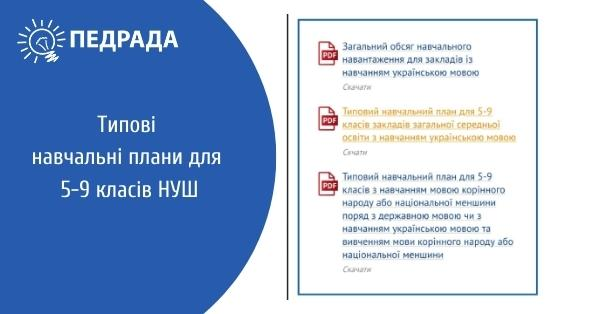 ПЕДРАДА
Типові
навчальні плани для
5-9 класів НУШ
PDF
Загальний обсяг навчального
навантаження для закладів із
навчанням українською мовою
Скачати
PDF
Типовий навчальний план для 5-9
класів закладів загальної середньої
освіти з навчанням українською мовою
Скчати
PDF
Типовий навчальний план для 5-9
класів з навчанням мовою корінного
народу або національної меншини
поряд з державною мовою чи з
навчанням українською мовою та
вивченням мови корінного народу або
національної меншини
Скачати